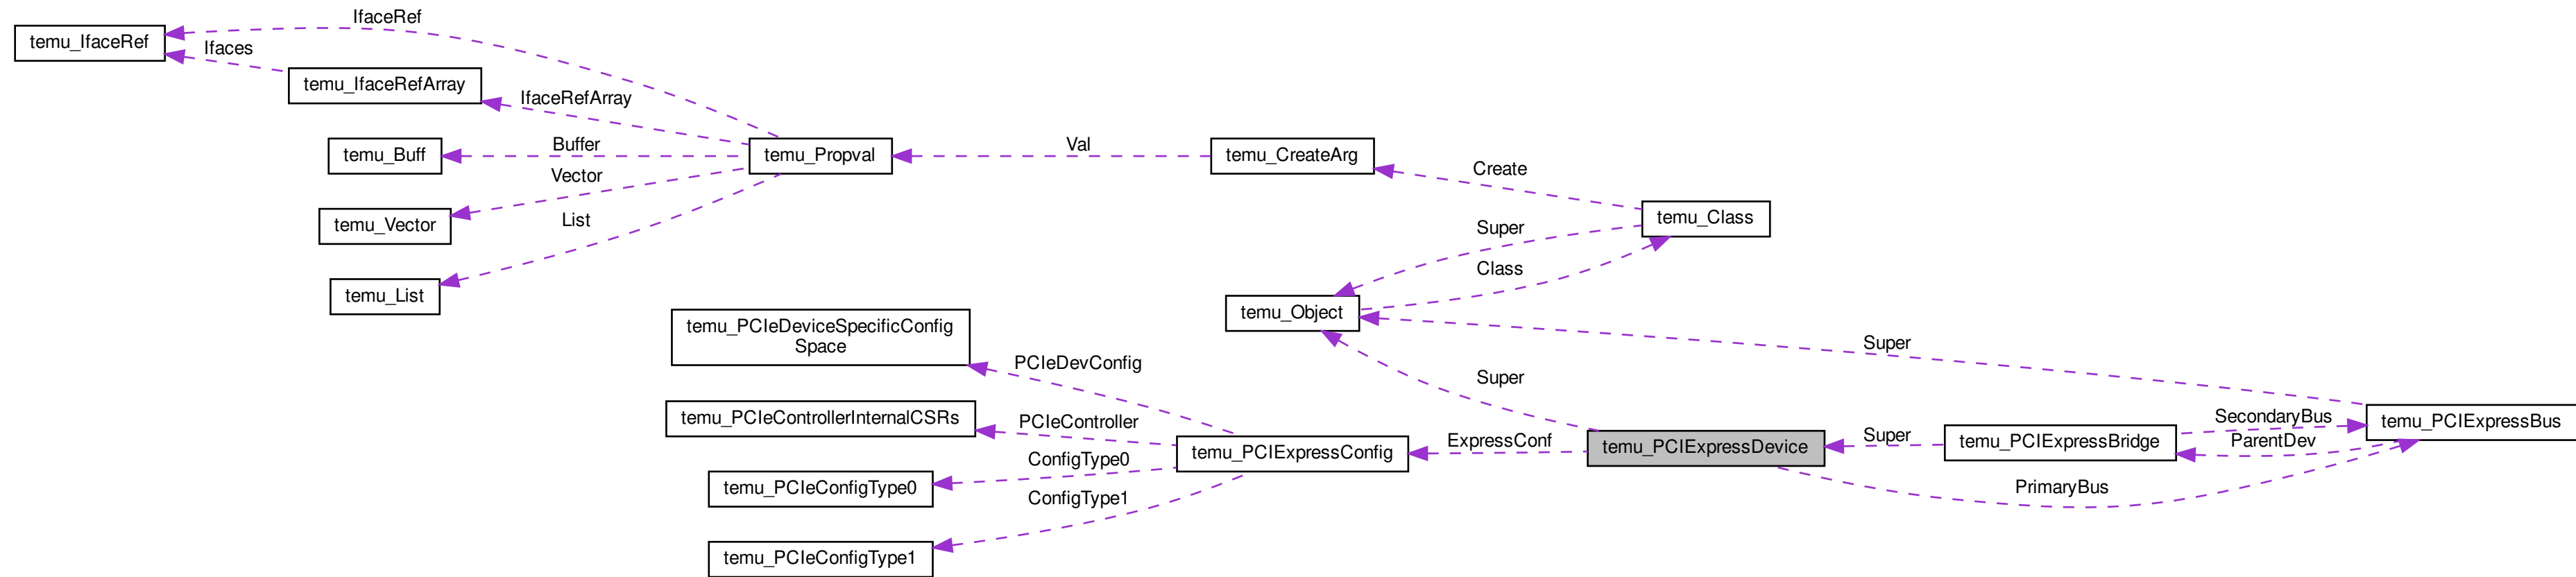 IfaceRef
temu_IfaceRef
Ifaces
temu_IfaceRefArray
IfaceRefArray
temu_Buff
Buffer
temu_Propval
Val
temu_CreateArg
Vector
Create
temu_Vector
List
temu_Class
Super
Class
temu_List
temu_Object
temu_PCIeDeviceSpecificConfig
Space
Super
PCIeDevConfig
Super
temu_PCIeControllerInternalCSRs
PCIeController
temu_PCIExpressConfig
ExpressConf
temu_PCIExpressDevice
Super
temu_PCIExpressBridge
SecondaryBus
ParentDev
temu_PCIExpressBus
ConfigType0
temu_PCIeConfigType0
PrimaryBus
ConfigType1
temu_PCIeConfigType1